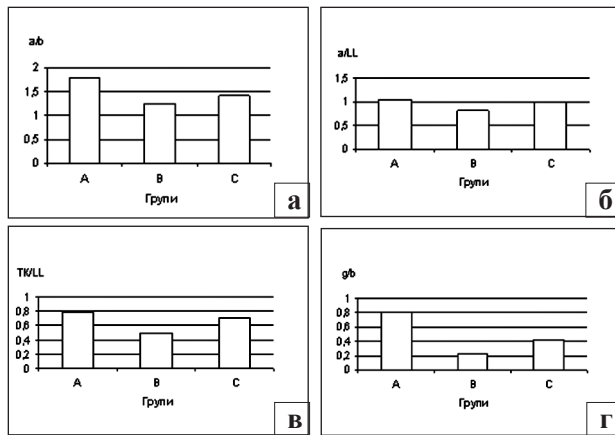 a/b
2
1,5
1
0,5
0
A B C
Групи
а
a/LL
1,5
1
0,5
0
A B C
Групи
б
TK/LL
1
0,8
0,6
0,4
0,2
0
A B C
Групи
в
g/b
1
0,8
0,6
0,4
0,2
0
A B C
Групи
г